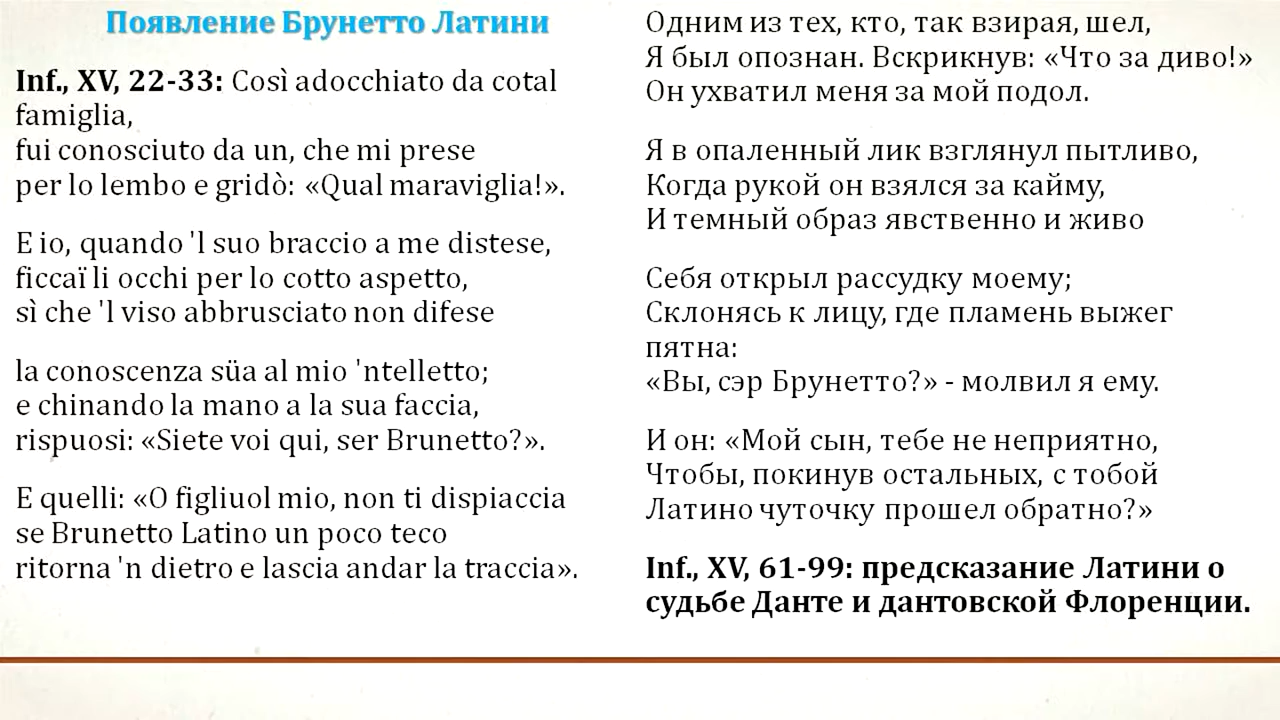 Появление Брунетто Латини
Inf., XV, 22-33: Così adocchiato da cotal
famiglia,
fui conosciuto da un, che mi prese
per lo lembo e gridò: «Qual maraviglia!».
E io, quando 'l suo braccio a me distese,
ficcaï li occhi per lo cotto aspetto,
sì che 'l viso abbrusciato non difese
la conoscenza süa al mio 'ntelletto;
e chinando la mano a la sua faccia,
rispuosi: «Siete voi qui, ser Brunetto?».
E quelli: «O figliuol mio, non ti dispiaccia
se Brunetto Latino un poco teco
ritorna 'n dietro e lascia andar la traccia».
Одним из тех, кто, так взирая, шел,
Я был опознан. Вскрикнув: «Что за диво!»
Он ухватил меня за мой подол.
Я в опаленный лик взглянул пытливо,
Когда рукой он взялся за кайму,
И темный образ явственно и живо
Себя открыл рассудку моему;
Склонясь к лицу, где пламень выжег
пятна:
«Вы, сэр Брунетто?» - молвил я ему.
И он: «Мой сын, тебе не неприятно,
Чтобы, покинув остальных, с тобой
Латино чуточку прошел обратно?»
Inf., XV, 61-99: предсказание Латини о
судьбе Данте и дантовской Флоренции.